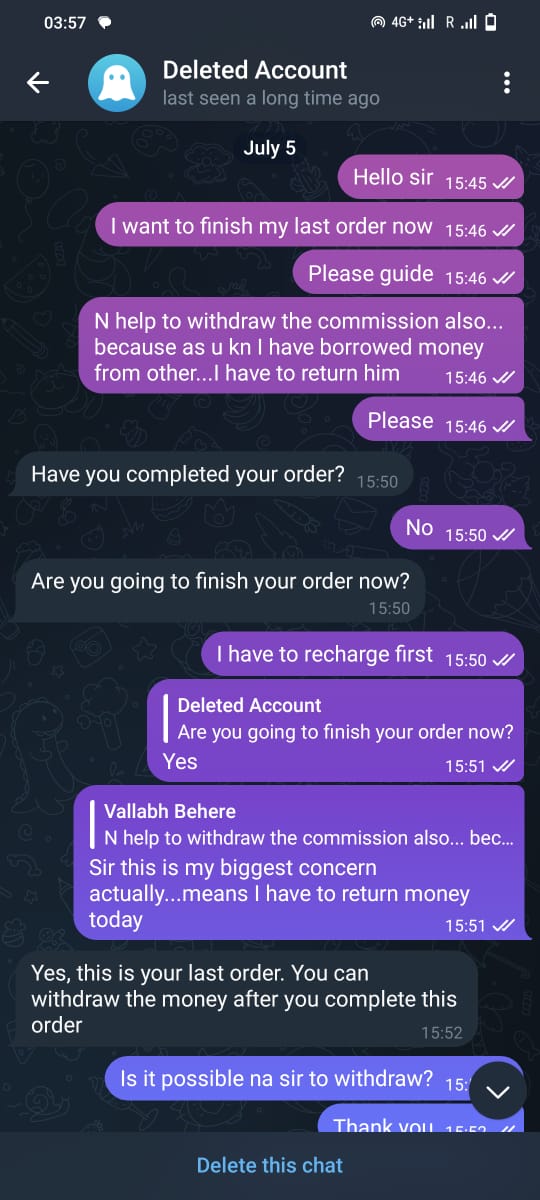 03:57
4G+
R
Deleted Account
last seen a long time ago
July 5
Hello sir 15:45
I want to finish my last order now 15:46
Please guide 15:46
N help to withdraw the commission also...
because as u kn I have borrowed money
from other...I have to return him 15:46
Please 15:46
Have you completed your order? 15:50
No 15:50
Are you going to finish your order now?
15:50
I have to recharge first 15:50
Deleted Account
Are you going to finish your order now?
Yes 15:51
Vallabh Behere
N help to withdraw the commission also... bec...
Sir this is my biggest concern
actually...means I have to return money
today 15:51
Yes, this is your last order. You can
withdraw the money after you complete this
order 15:52
Is it possible na sir to withdraw? 15:
Thank you 15:52
Delete this chat